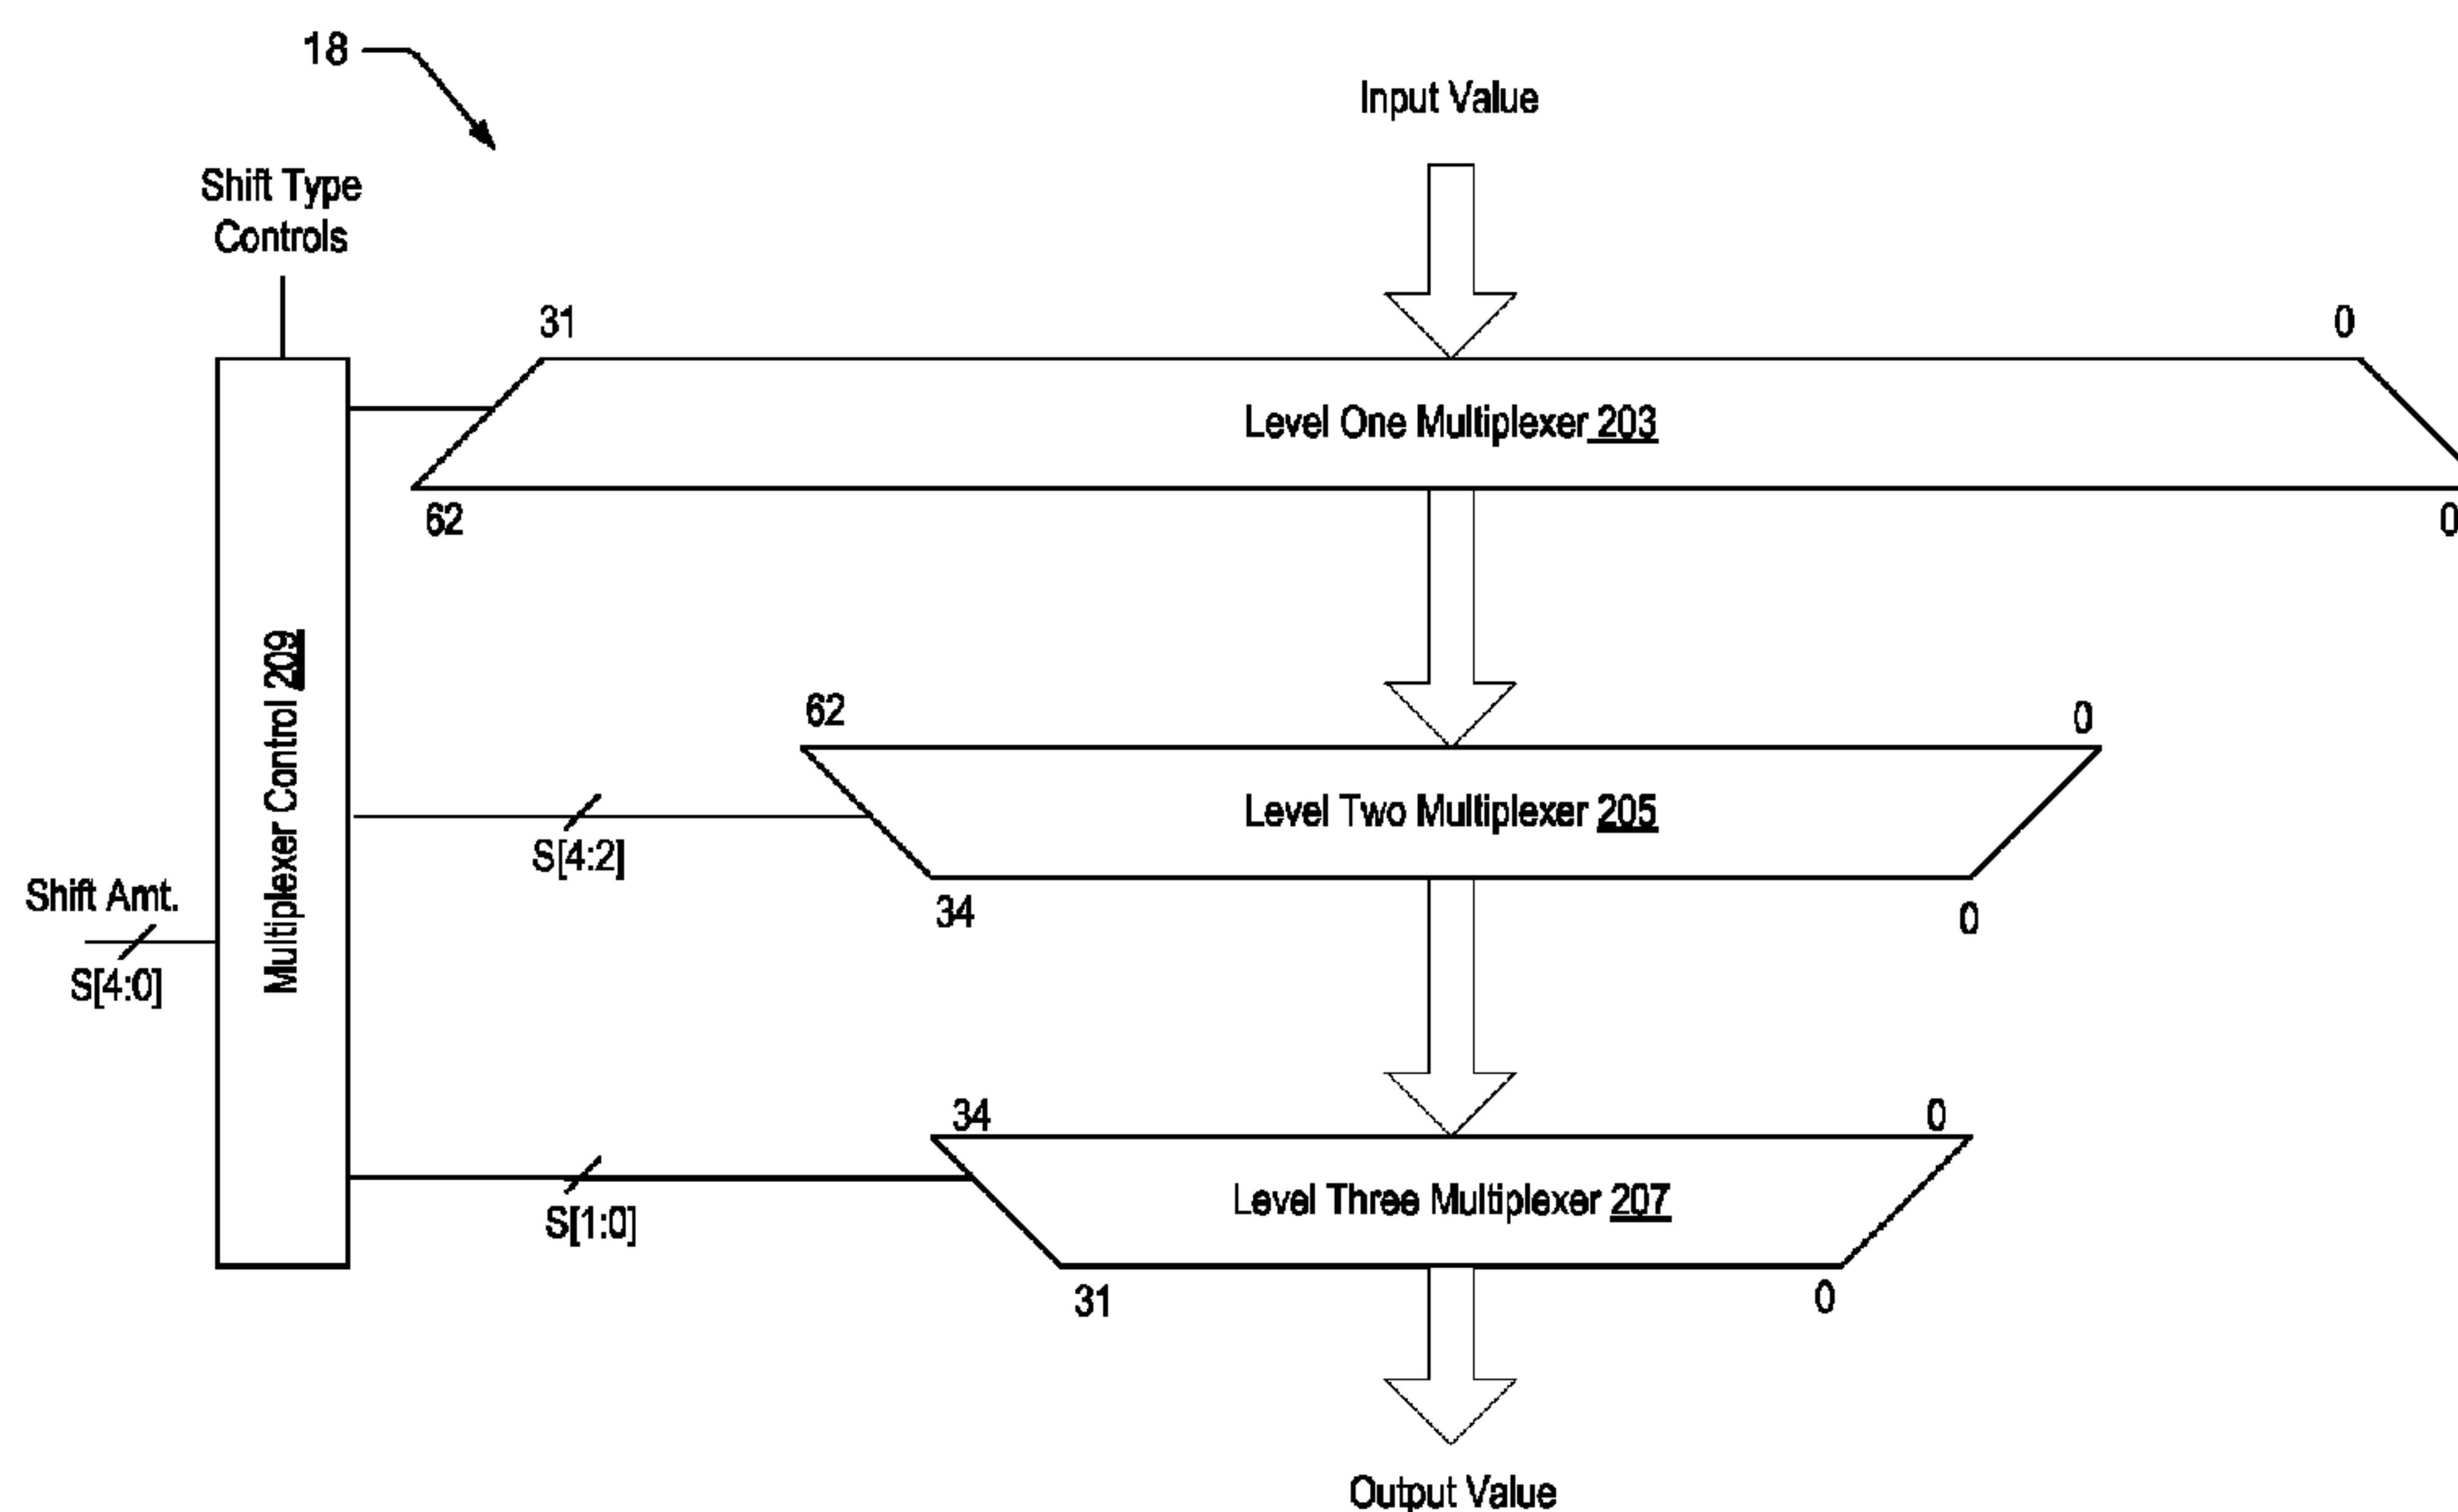 18
Input Value
Shift Type
Controls
31
0
Level One Multiplexer 203
62
0
Multiplexer Control 209
62
0
Level Two Multiplexer 205
S[4:2]
Shift Amt.
34
0
S[4:0]
34
0
Level Three Multiplexer 207
S[1:0]
31
0
Output Value